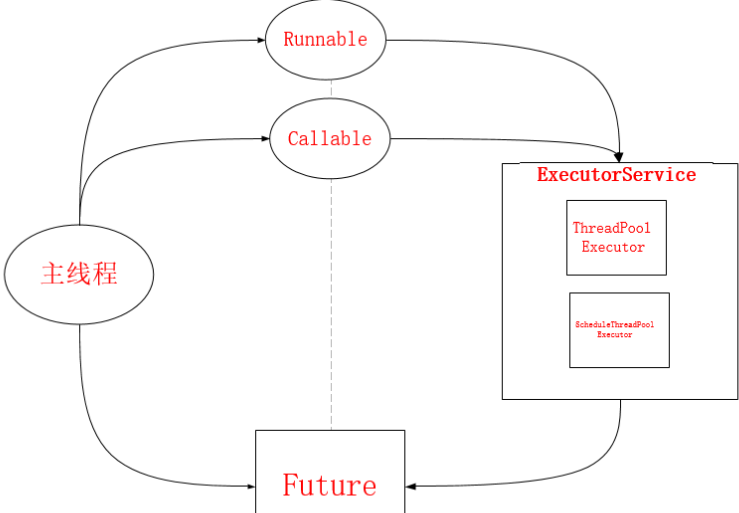 Runnable
Callable
ExecutorService
ThreadPool
Executor
主线程
ScheduleThreadPool
Executor
Future